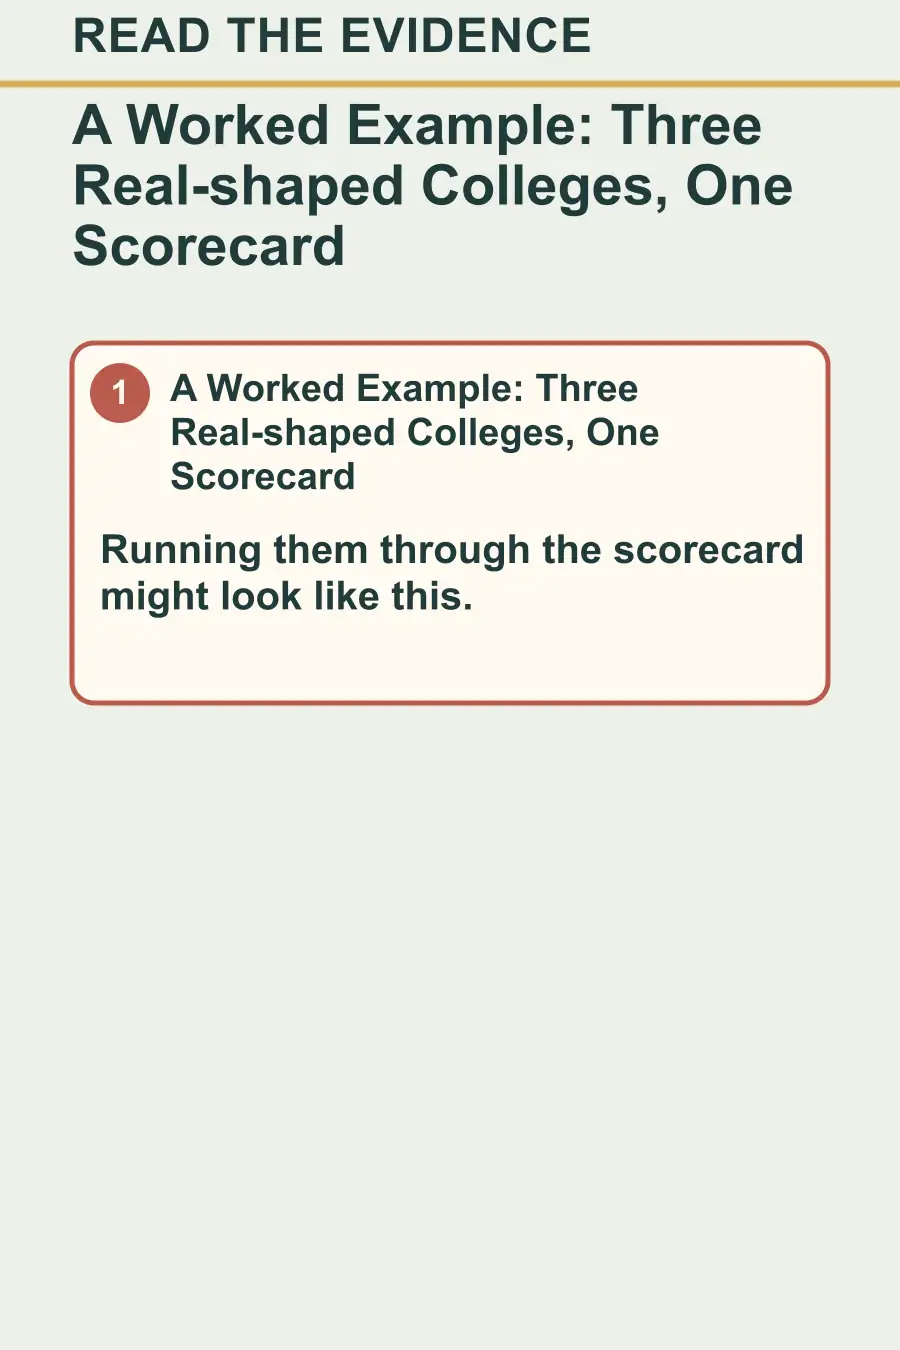 READ THE EVIDENCE
A Worked Example: Three
Real-shaped Colleges, One
Scorecard
1
A Worked Example: Three
Real-shaped Colleges, One
Scorecard
Running them through the scorecard
might look like this.